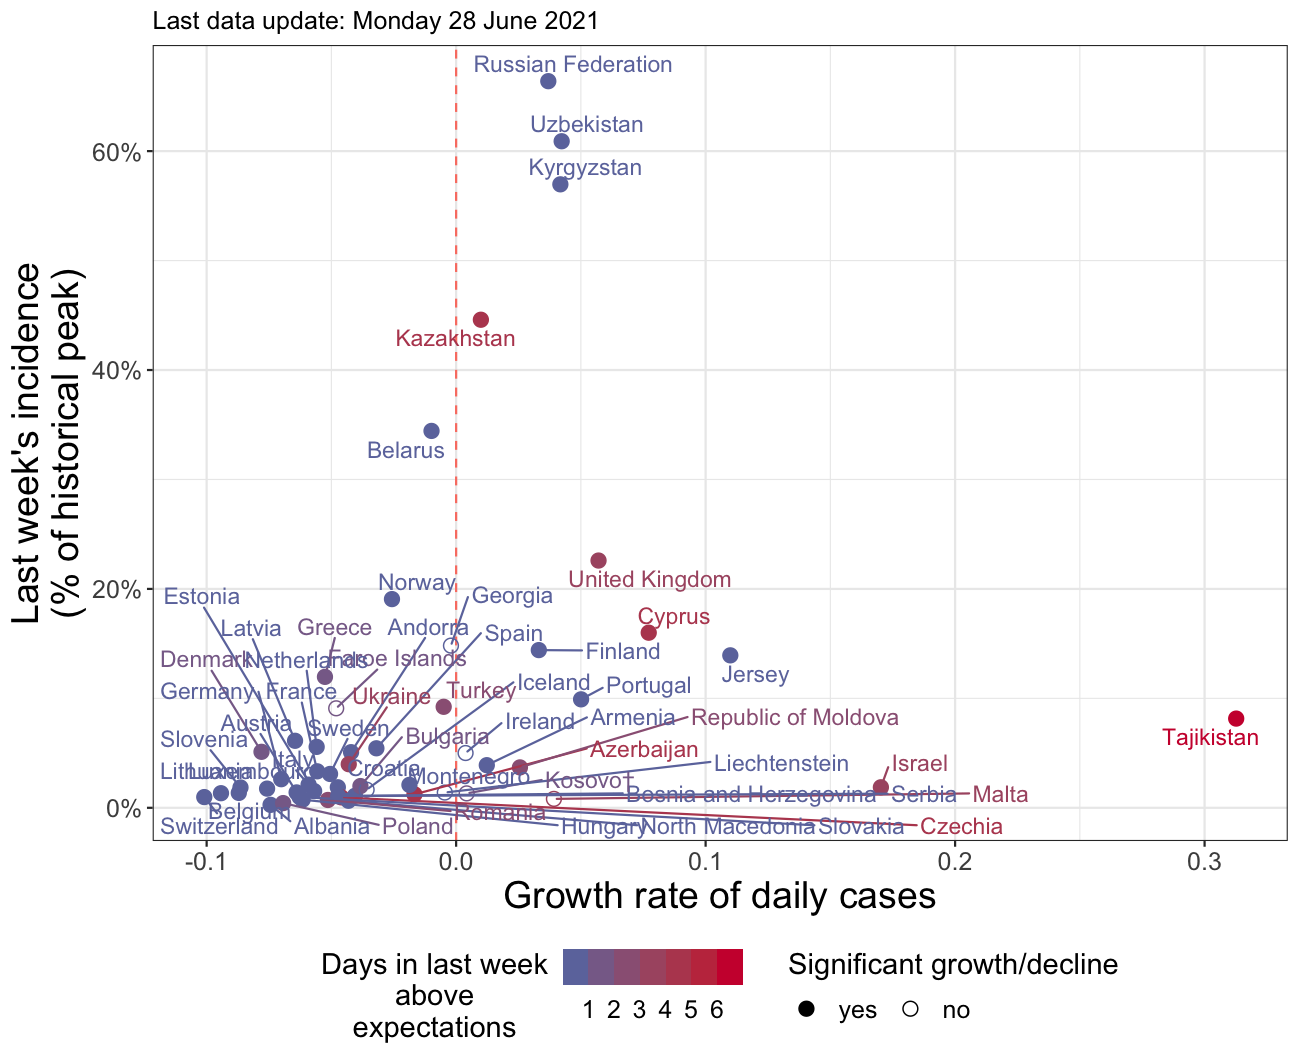 Last data update: Monday 28 June 2021
Last week's incidence
(% of historical peak)
60%
40%
20%
0%
Russian Federation
Uzbekistan
Kyrgyzstan
Kazakhstan
Belarus
United Kingdom
Norway
Georgia
Estonia
Cyprus
Latvia
Greece
Andorra
Spain
Finland
Denmark
Netherlands
Faroe Islands
Jersey
Germany
France
Ukraine
Turkey
Iceland
Portugal
Austria
Sweden
Ireland
Armenia
Republic of Moldova
Slovenia
Bulgaria
Azerbaijan
Tajikistan
Italy
Croatia
Liechtenstein
Israel
Lithuania
Luxembourg
Montenegro
Kosovo†
Bosnia and Herzegovina
Serbia
Malta
Belgium
Romania
Switzerland
Albania
Poland
Hungary
North Macedonia
Slovakia
Czechia
-0.1
0.0
0.1
0.2
0.3
Growth rate of daily cases
Days in last week
above
expectations
1 2 3 4 5 6
Significant growth/decline
yes
no